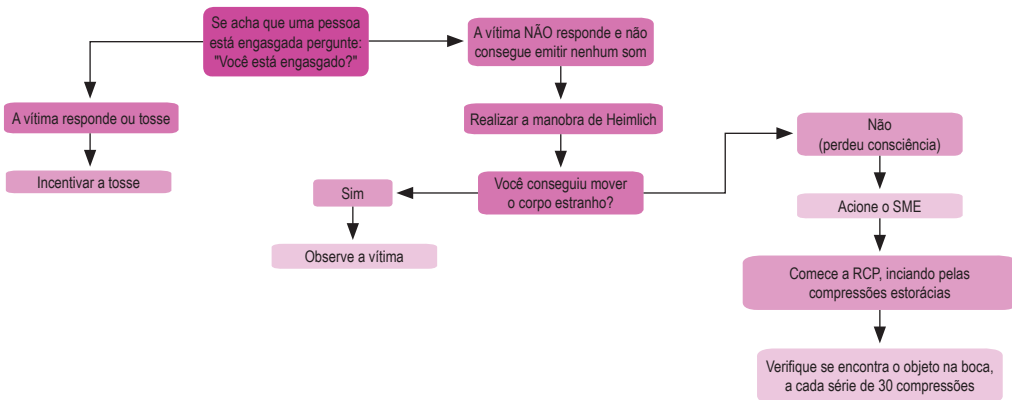 Se acha que uma pessoa
está engasgada pergunte:
"Você está engasgado?"
A vítima NÃO responde e não
consegue emitir nenhum som
A vítima responde ou tosse
Incentivar a tosse
Realizar a manobra de Heimlich
Você conseguiu mover
o corpo estranho?
Sim
Observe a vítima
Não
(perdeu consciência)
Acione o SME
Comece a RCP, inciando pelas
compressões estorácias
Verifique se encontra o objeto na boca,
a cada série de 30 compressões